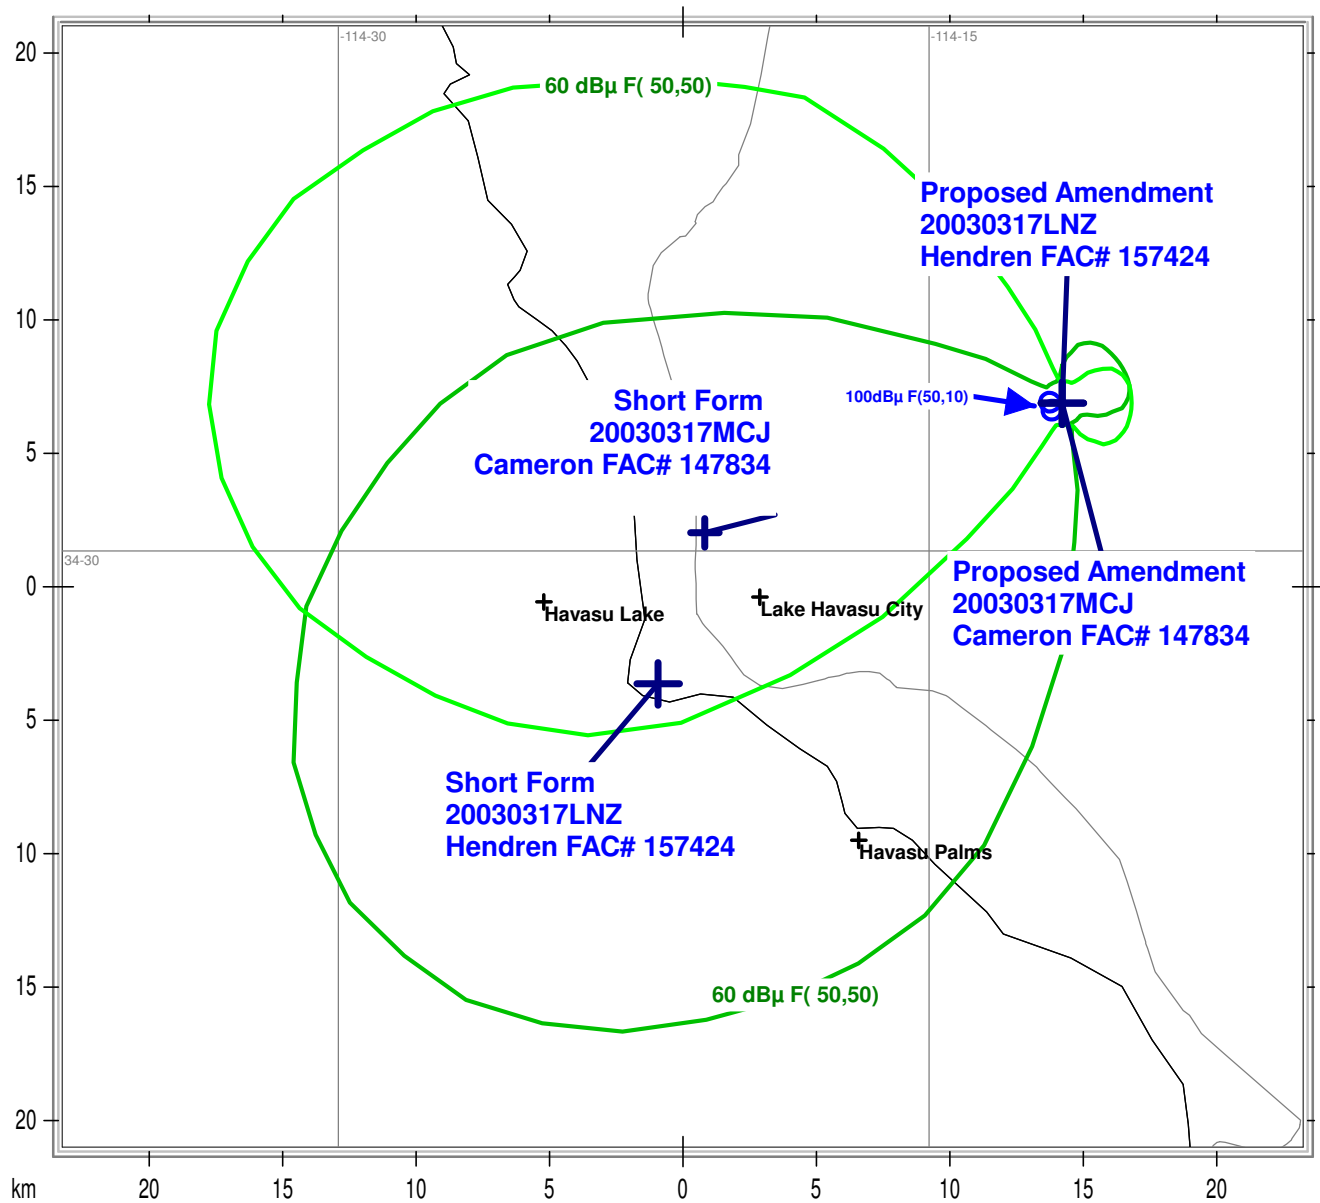 -114-30
-114-15
20
60 dBµ F( 50,50)
15
Proposed Amendment
20030317LNZ
Hendren FAC# 157424
10
100dBµ F(50,10)
Short Form
20030317MCJ
Cameron FAC# 147834
5
34-30
0
Proposed Amendment
20030317MCJ
Cameron FAC# 147834
Havasu Lake
Lake Havasu City
5
Short Form
20030317LNZ
Hendren FAC# 157424
10
Havasu Palms
15
60 dBµ F( 50,50)
20
km
20 15 10 5 0 5 10 15 20